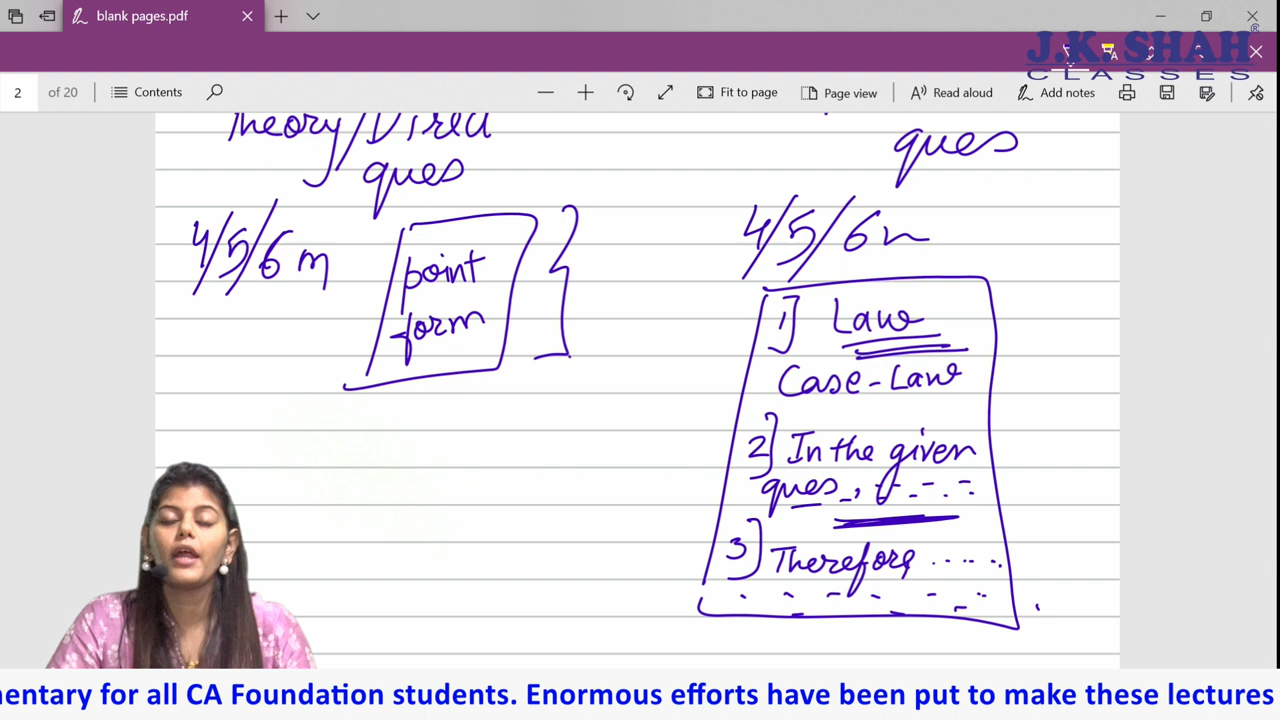 blank pages.pdf
J.K. SHAH®
CLASSES
2 of 20 Contents Fit to page Page view Read aloud Add notes
Theory/Direct
ques
ques
4/5/6 m
point
form
4/5/6m
1] Law
Case-Law
2] In the given
ques _, - - - -
3] Therefore .....
mentary for all CA Foundation students. Enormous efforts have been put to make these lectures